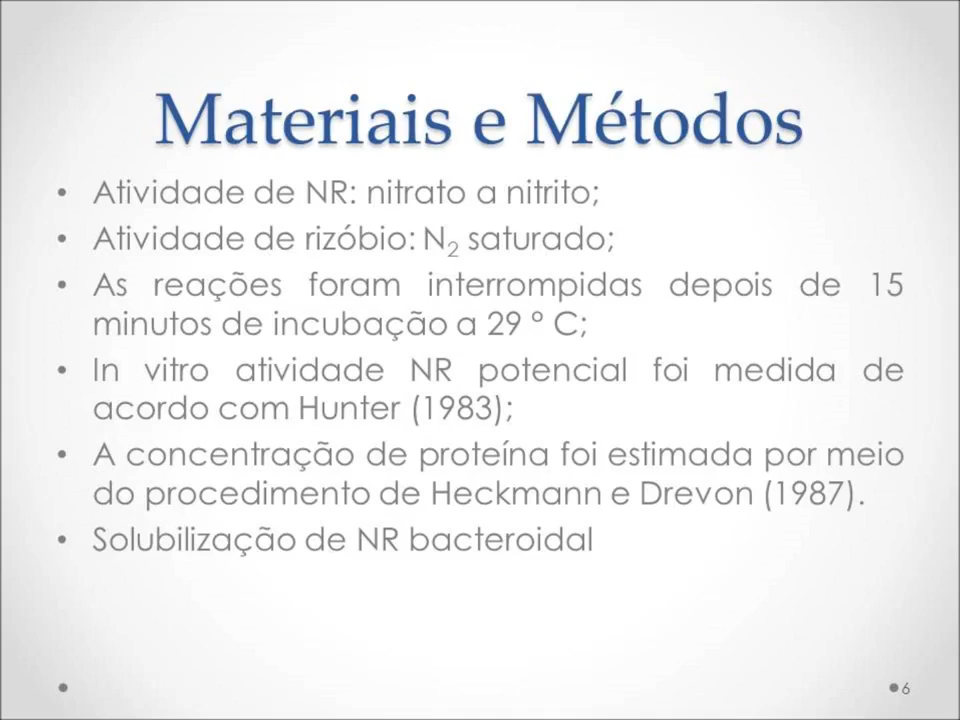 Materiais e Métodos
• Atividade de NR: nitrato a nitrito;
• Atividade de rizóbio: N₂ saturado;
• As reações foram interrompidas depois de 15
minutos de incubação a 29 ° C;
• In vitro atividade NR potencial foi medida de
acordo com Hunter (1983);
• A concentração de proteína foi estimada por meio
do procedimento de Heckmann e Drevon (1987).
• Solubilização de NR bacteroidal
6